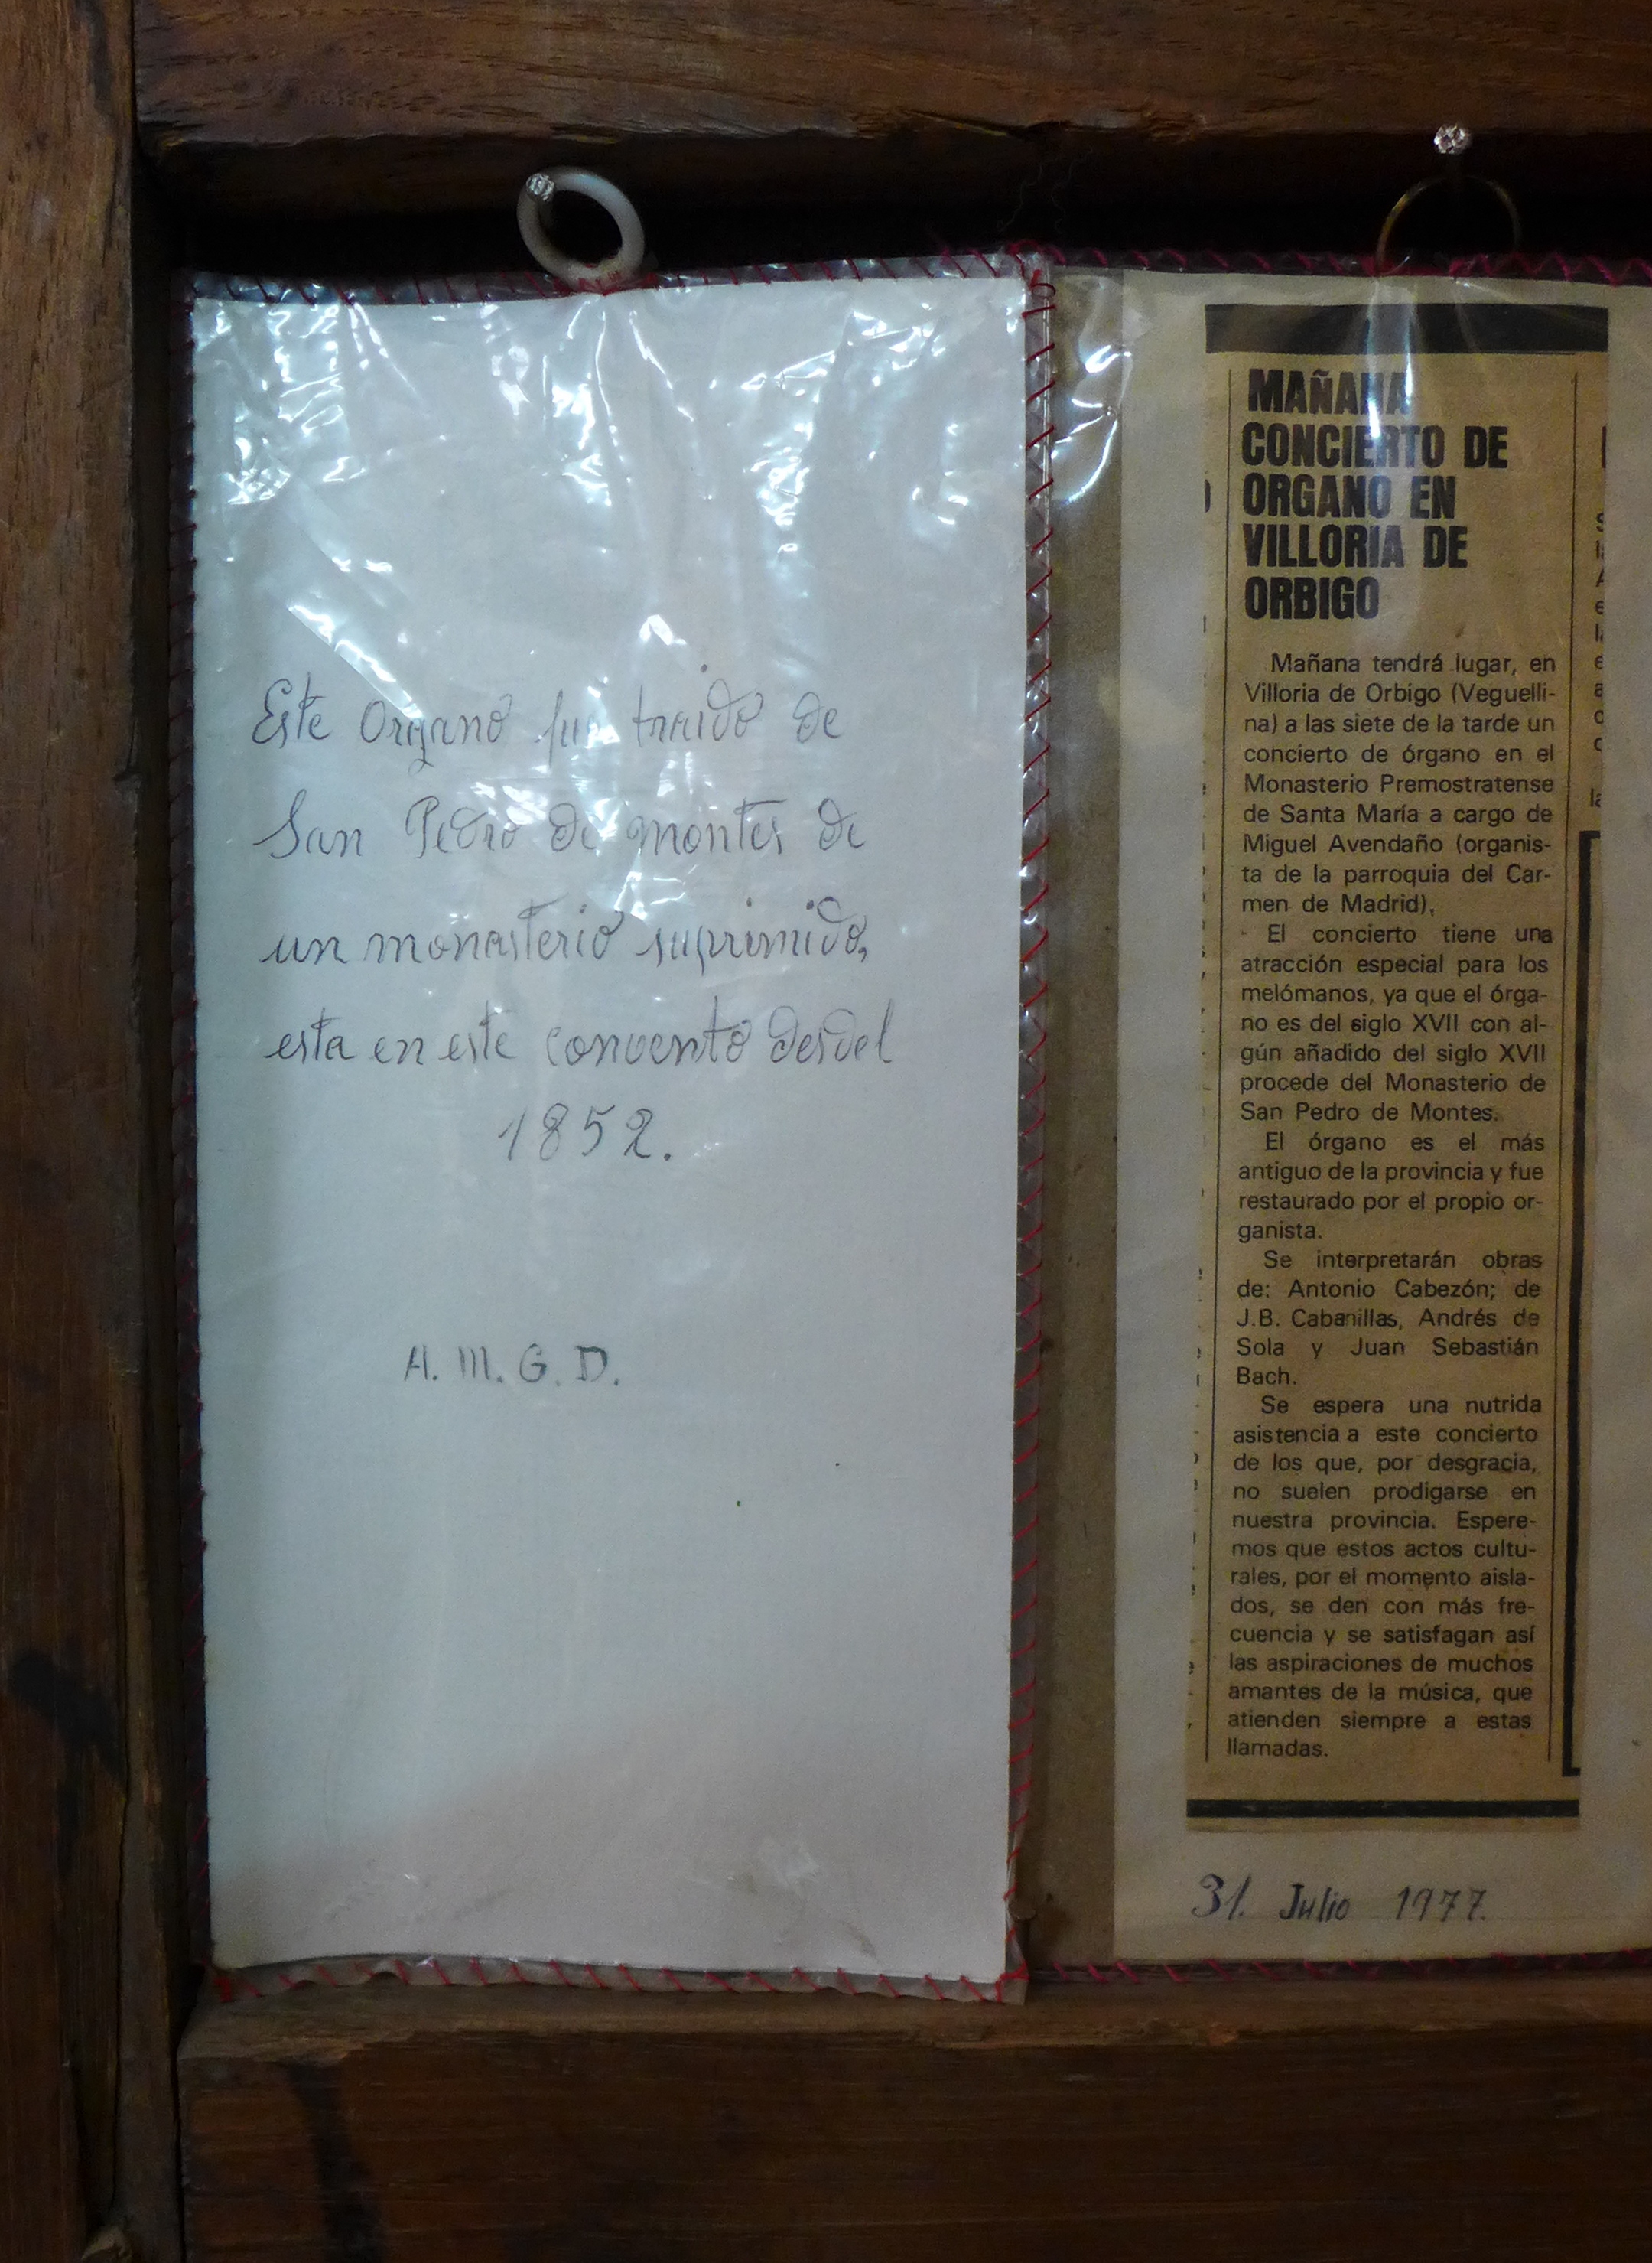 Este Organo fue traido de
San Pedro de montes de
un monasterio suprimido,
esta en este convento desdel
1852.
A.M.G.D.
MAÑANA
CONCIERTO DE
ORGANO EN
VILLORIA DE
ORBIGO
Mañana tendrá lugar, en
Villoria de Orbigo (Veguelli-
na) a las siete de la tarde un
concierto de órgano en el
Monasterio Premostratense
de Santa María a cargo de
Miguel Avendaño (organis-
ta de la parroquia del Car-
men de Madrid).
El concierto tiene una
atracción especial para los
melómanos, ya que el órga-
no es del siglo XVII con al-
gún añadido del siglo XVII
procede del Monasterio de
San Pedro de Montes.
El órgano es el más
antiguo de la provincia y fue
restaurado por el propio or-
ganista.
Se interpretarán obras
de: Antonio Cabezón; de
J.B. Cabanillas, Andrés de
Sola y Juan Sebastián
Bach.
Se espera una nutrida
asistencia a este concierto
de los que, por desgracia,
no suelen prodigarse en
nuestra provincia. Espere-
mos que estos actos cultu-
rales, por el momento aisla-
dos, se den con más fre-
cuencia y se satisfagan así
las aspiraciones de muchos
amantes de la música, que
atienden siempre a estas
llamadas.
31. Julio 1977.